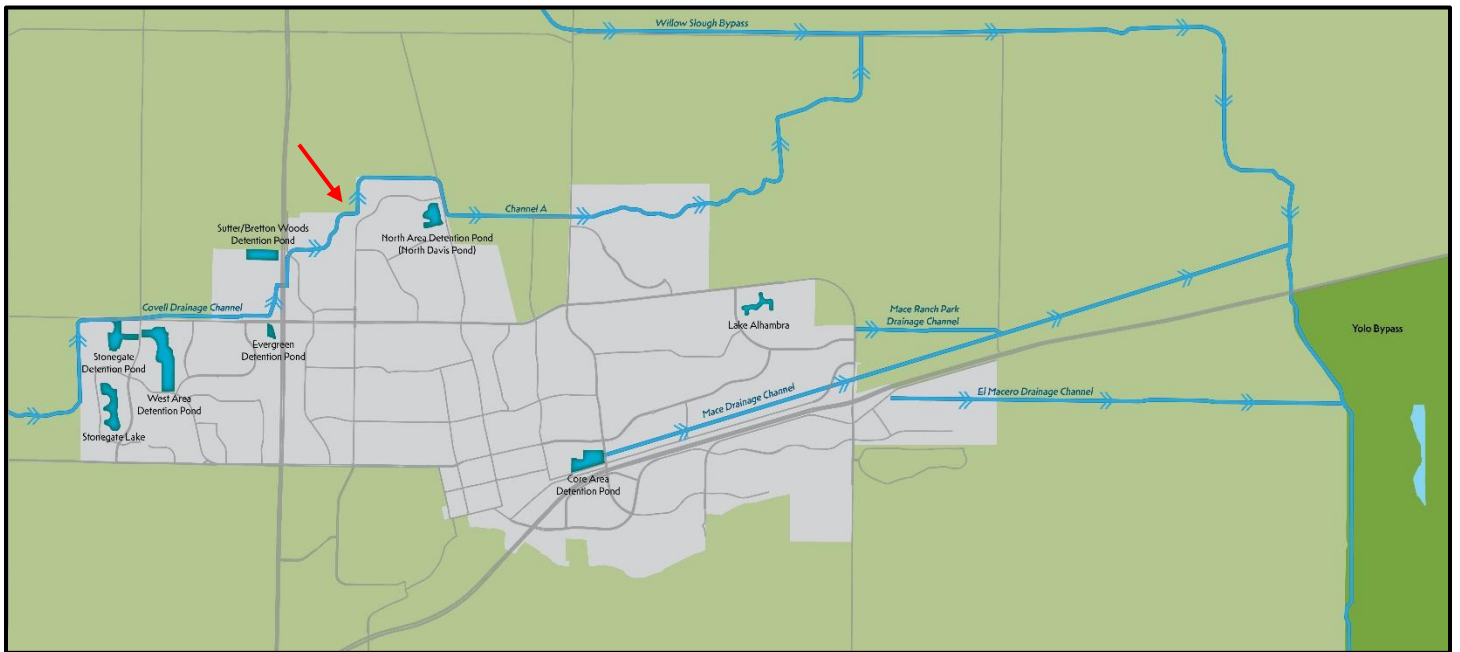 Willow Slough Bypass
Channel A
Sutter/Bretton Woods
Detention Pond
North Area Detention Pond
(North Davis Pond)
Covell Drainage Channel
Evergreen
Detention Pond
Stonegate
Detention Pond
West Area
Detention Pond
Stonegate Lake
Lake Alhambra
Mace Ranch Park
Drainage Channel
Yolo Bypass
Mace Drainage Channel
El Macero Drainage Channel
Core Area
Detention Pond